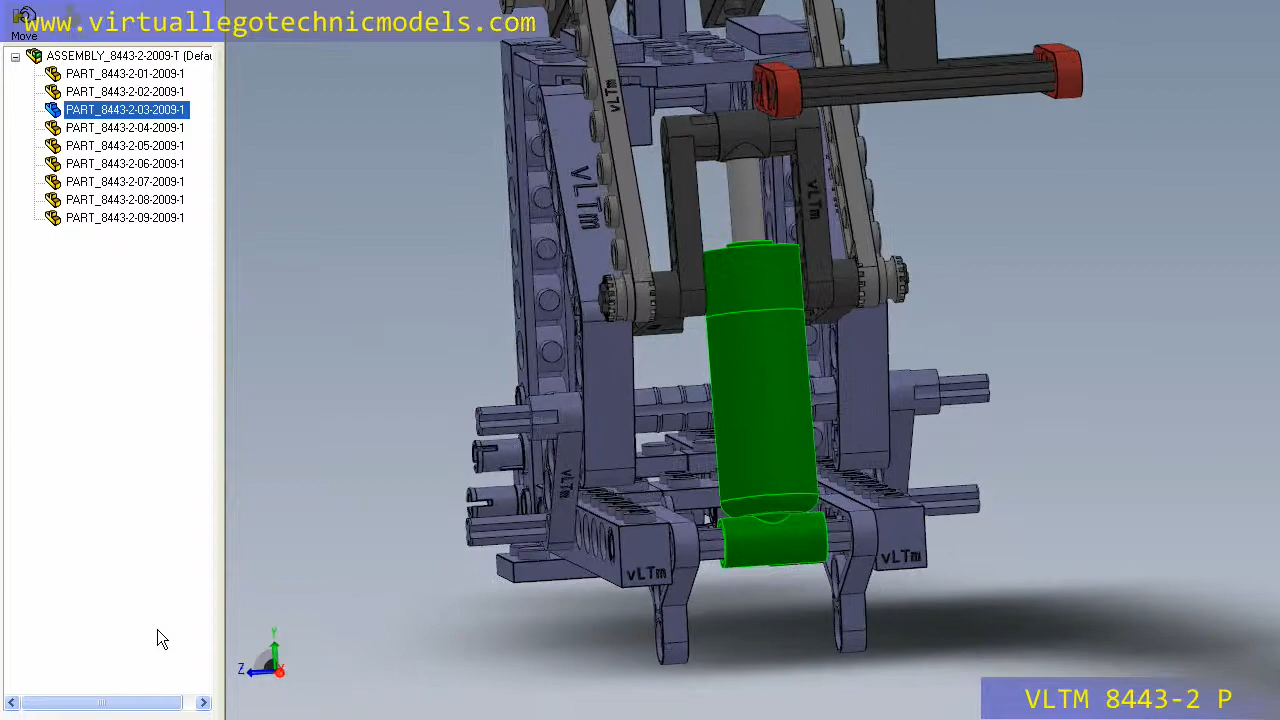 www.virtuallegotechnicmodels.com
Move
ASSEMBLY_8443-2-2009-T (Defau
PART_8443-2-01-2009-1
PART_8443-2-02-2009-1
PART_8443-2-03-2009-1
PART_8443-2-04-2009-1
PART_8443-2-05-2009-1
PART_8443-2-06-2009-1
PART_8443-2-07-2009-1
PART_8443-2-08-2009-1
PART_8443-2-09-2009-1
vLTm
vLTm
vLTm
vLTm
vLTm
vLTm
Y
Z
X
VLTM 8443-2 P